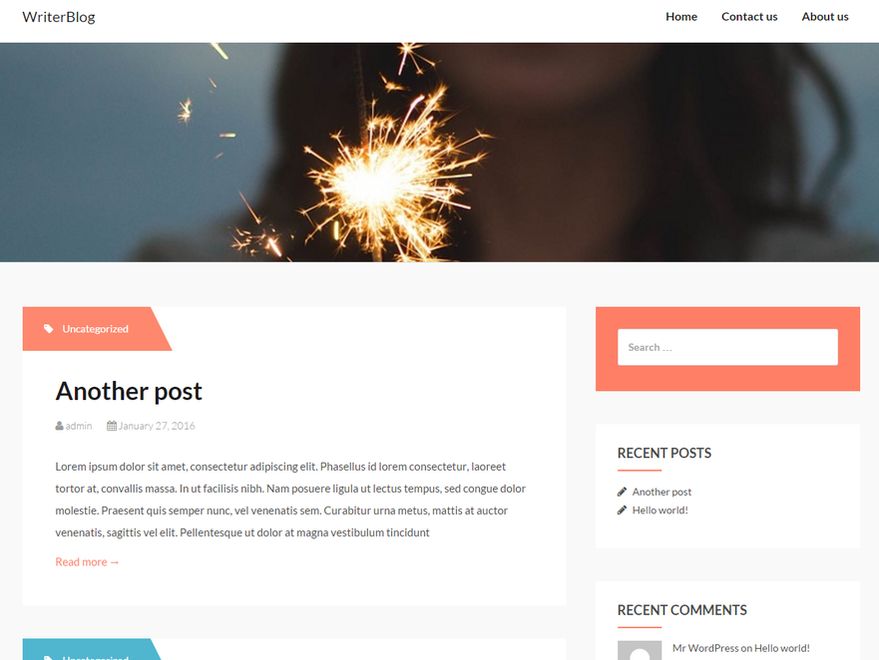 WriterBlog
Home Contact us About us
Uncategorized
Another post
admin January 27, 2016
Lorem ipsum dolor sit amet, consectetur adipiscing elit. Phasellus id lorem consectetur, laoreet
tortor at, convallis massa. In ut facilisis nibh. Nam posuere ligula ut lectus tempus, sed congue dolor
molestie. Praesent quis semper nunc, vel venenatis sem. Curabitur urna metus, mattis at auctor
venenatis, sagittis vel elit. Pellentesque ut dolor at magna vestibulum tincidunt
Read more →
Uncategorized
Search …
RECENT POSTS
Another post
Hello world!
RECENT COMMENTS
Mr WordPress on Hello world!